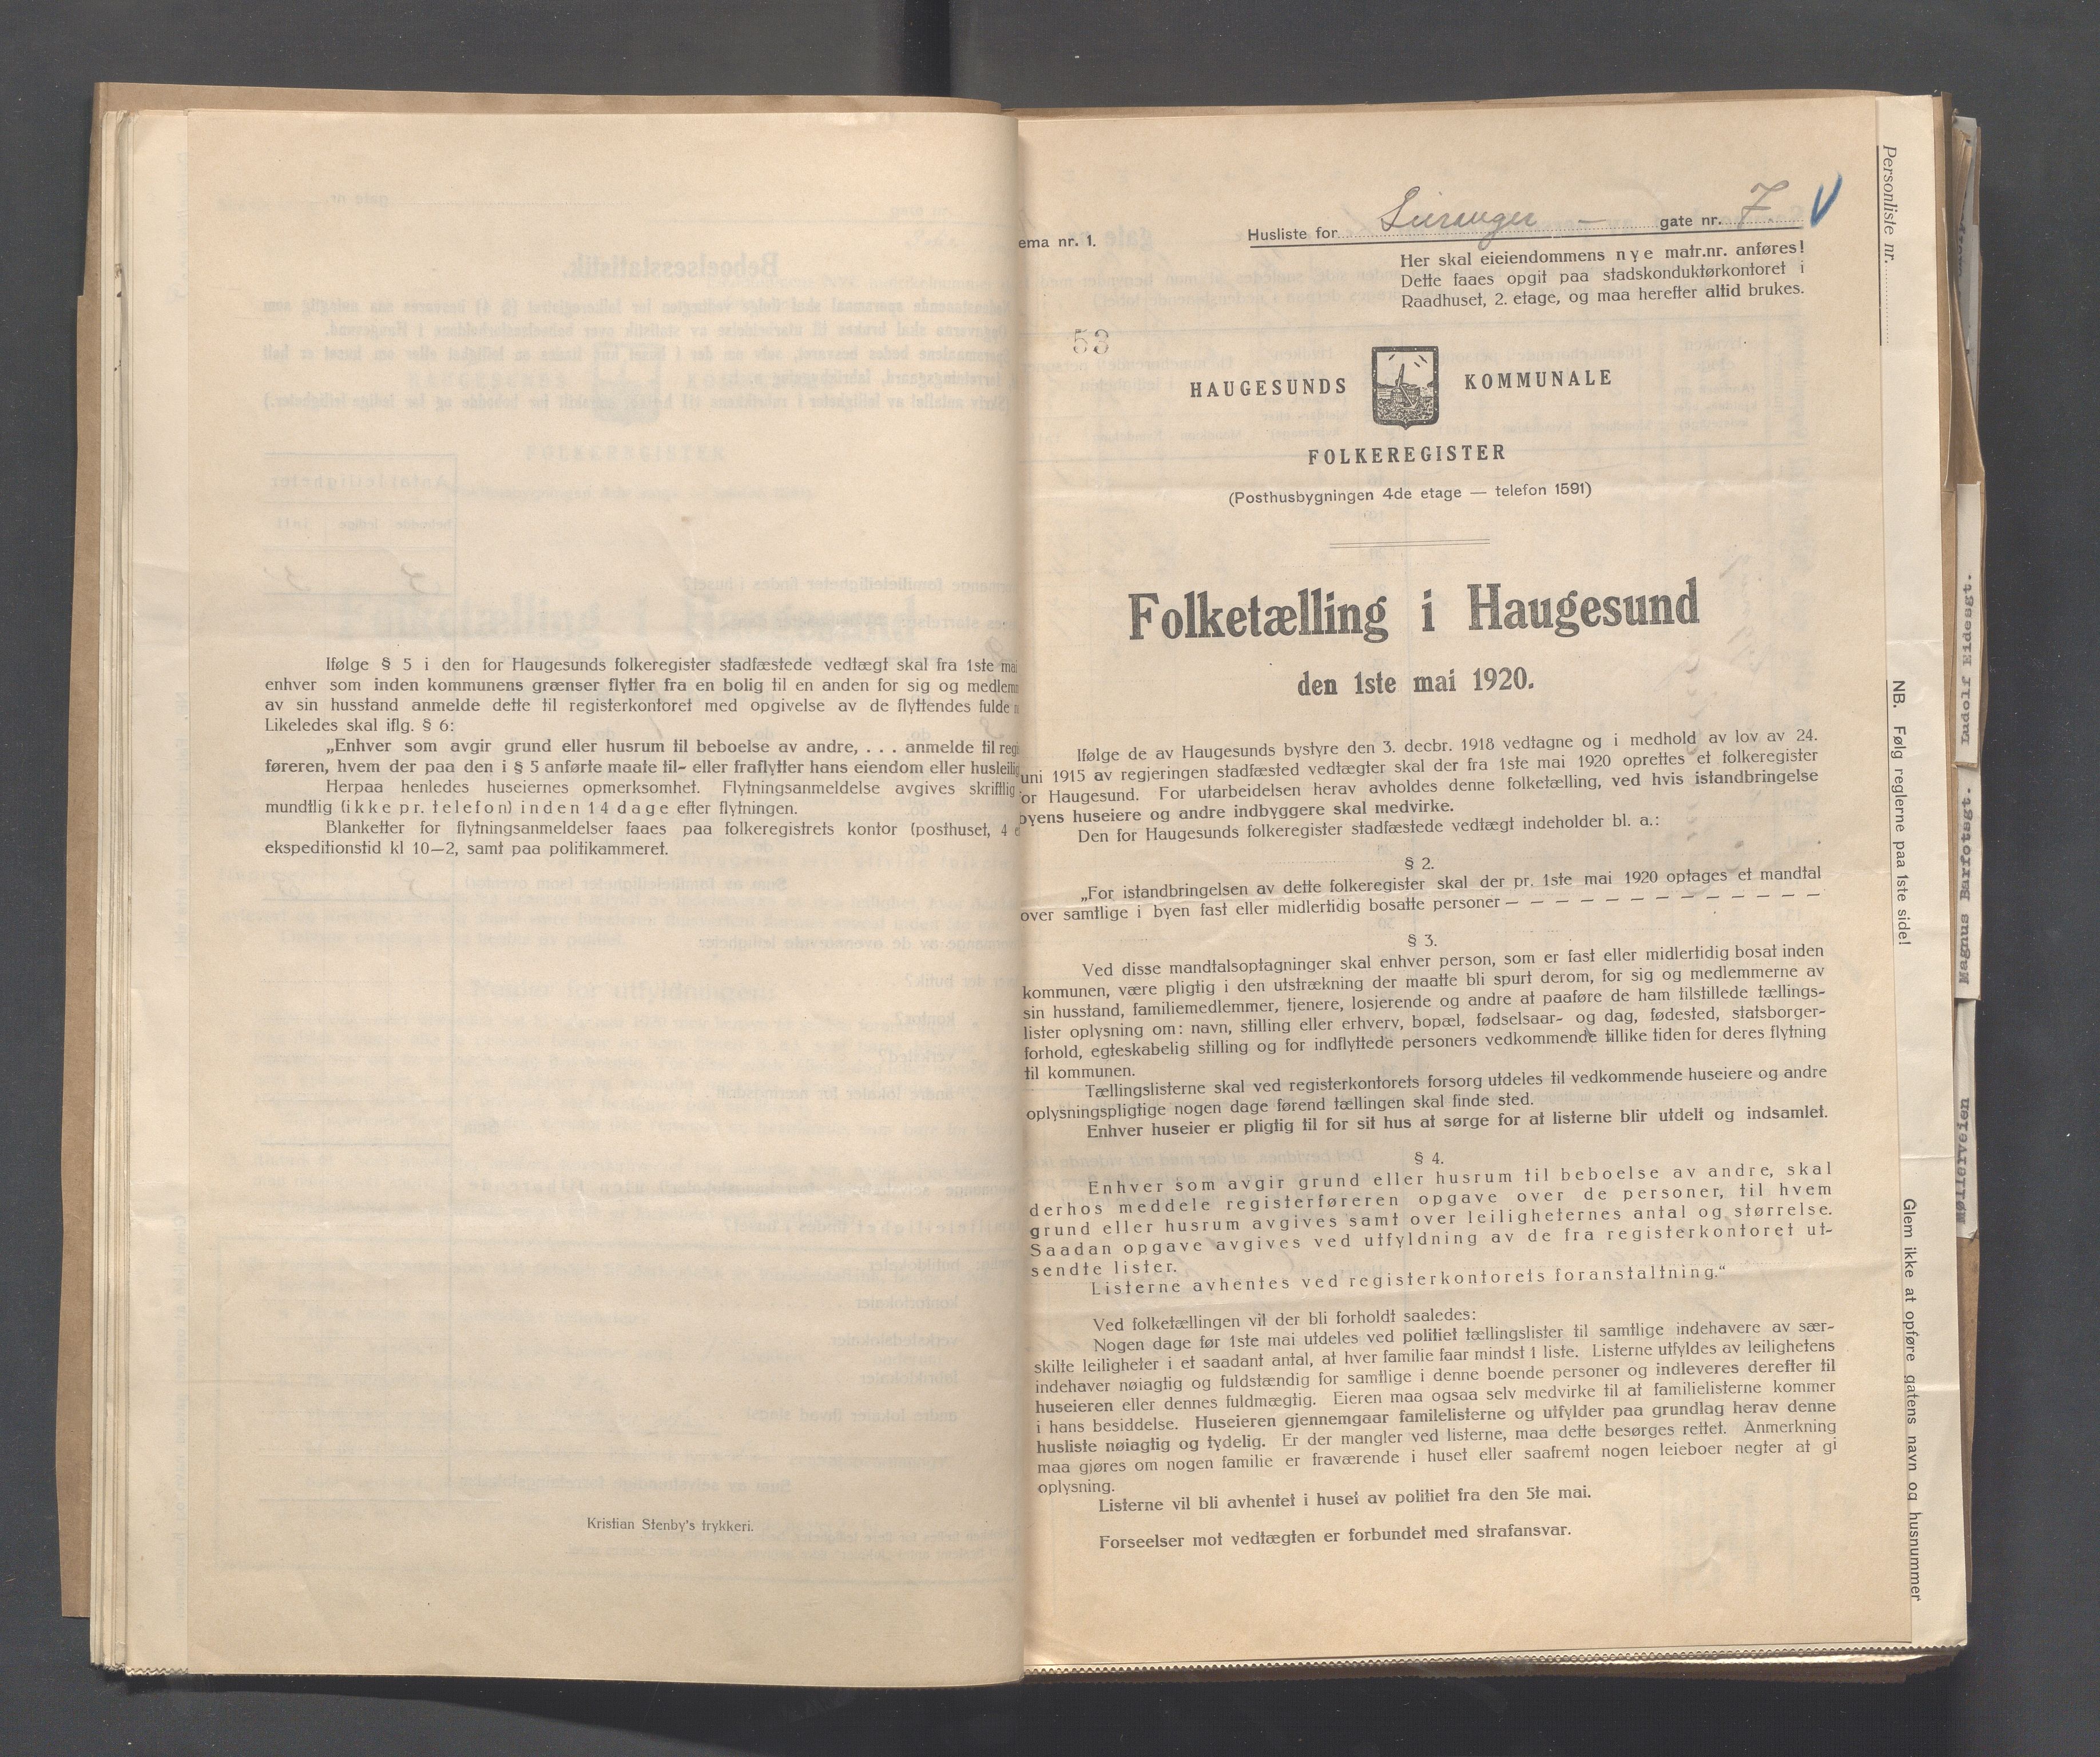 Ifølge § 5 i den for Haugesunds folkeregister stadfæstede vedtægt skal fra 1ste mai
enhver som inden kommunens grænser flytter fra en bolig til en anden for sig og medlemm
av sin husstand anmelde dette til registerkontoret med opgivelse av de flyttendes fulde n
Likeledes skal iflg. § 6:
„Enhver som avgir grund eller husrum til beboelse av andre, . . . anmelde til regi
føreren, hvem der paa den i § 5 anførte maate til- eller fraflytter hans eiendom eller husleilig
Herpaa henledes huseiernes opmerksomhet. Flytningsanmeldelse avgives skriftlig
mundtlig (ikke pr. telefon) inden 14 dage efter flytningen.
Blanketter for flytningsanmeldelser faaes paa folkeregistrets kontor (posthuset, 4 e
ekspeditionstid kl 10—2, samt paa politikammeret.
Kristian Stenby's trykkeri.
ema nr. 1.
Husliste for gate nr. 7 V
Her skal eieiendommens nye matr.nr. anføres!
Dette faaes opgit paa stadskonduktørkontoret i
Raadhuset, 2. etage, og maa herefter altid brukes.
53
HAUGESUNDS KOMMUNALE
FOLKEREGISTER
(Posthusbygningen 4de etage — telefon 1591)
Folketælling i Haugesund
den 1ste mai 1920.
Ifølge de av Haugesunds bystyre den 3. decbr. 1918 vedtagne og i medhold av lov av 24.
uni 1915 av regjeringen stadfæsted vedtægter skal der fra 1ste mai 1920 oprettes et folkeregister
or Haugesund. For utarbeidelsen herav avholdes denne folketælling, ved hvis istandbringelse
byens huseiere og andre indbyggere skal medvirke.
Den for Haugesunds folkeregister stadfæstede vedtægt indeholder bl. a.:
§ 2.
„For istandbringelsen av dette folkeregister skal der pr. 1ste mai 1920 optages et mandtal
over samtlige i byen fast eller midlertidig bosatte personer — — — — — — — — — — — —
§ 3.
Ved disse mandtalsoptagninger skal enhver person, som er fast eller midlertidig bosat inden
kommunen, være pligtig i den utstrækning der maatte bli spurt derom, for sig og medlemmerne av
sin husstand, familiemedlemmer, tjenere, losjerende og andre at paaføre de ham tilstillede tællings-
lister oplysning om: navn, stilling eller erhverv, bopæl, fødselsaar- og dag, fødested, statsborger-
forhold, egteskabelig stilling og for indflyttede personers vedkommende tillike tiden for deres flytning
til kommunen.
Tællingslisterne skal ved registerkontorets forsorg utdeles til vedkommende huseiere og andre
oplysningspligtige nogen dage førend tællingen skal finde sted.
Enhver huseier er pligtig til for sit hus at sørge for at listerne blir utdelt og indsamlet.
§ 4.
Enhver som avgir grund eller husrum til beboelse av andre, skal
derhos meddele registerføreren opgave over de personer, til hvem
grund eller husrum avgives samt over leiligheternes antal og størrelse.
Saadan opgave avgives ved utfyldning av de fra registerkontoret ut-
sendte lister.
Listerne avhentes ved registerkontorets foranstaltning.“
Ved folketællingen vil der bli forholdt saaledes:
Nogen dage før 1ste mai utdeles ved politiet tællingslister til samtlige indehavere av sær-
skilte leiligheter i et saadant antal, at hver familie faar mindst 1 liste. Listerne utfyldes av leilighetens
indehaver nøiagtig og fuldstændig for samtlige i denne boende personer og indleveres derefter til
huseieren eller dennes fuldmægtig. Eieren maa ogsaa selv medvirke til at familielisterne kommer
i hans besiddelse. Huseieren gjennemgaar familelisterne og utfylder paa grundlag herav denne
husliste nøiagtig og tydelig. Er der mangler ved listerne, maa dette besørges rettet. Anmerkning
maa gjøres om nogen familie er fraværende i huset eller saafremt nogen leieboer negter at gi
oplysning.
Listerne vil bli avhentet i huset av politiet fra den 5te mai.
Forseelser mot vedtægten er forbundet med strafansvar.
Personliste nr.
NB. Følg reglerne paa 1ste side!
Glem ikke at opføre gatens navn og husnummer
Ludolf Eidesgt.
Magnus Barfotsgt.
Møllerveien